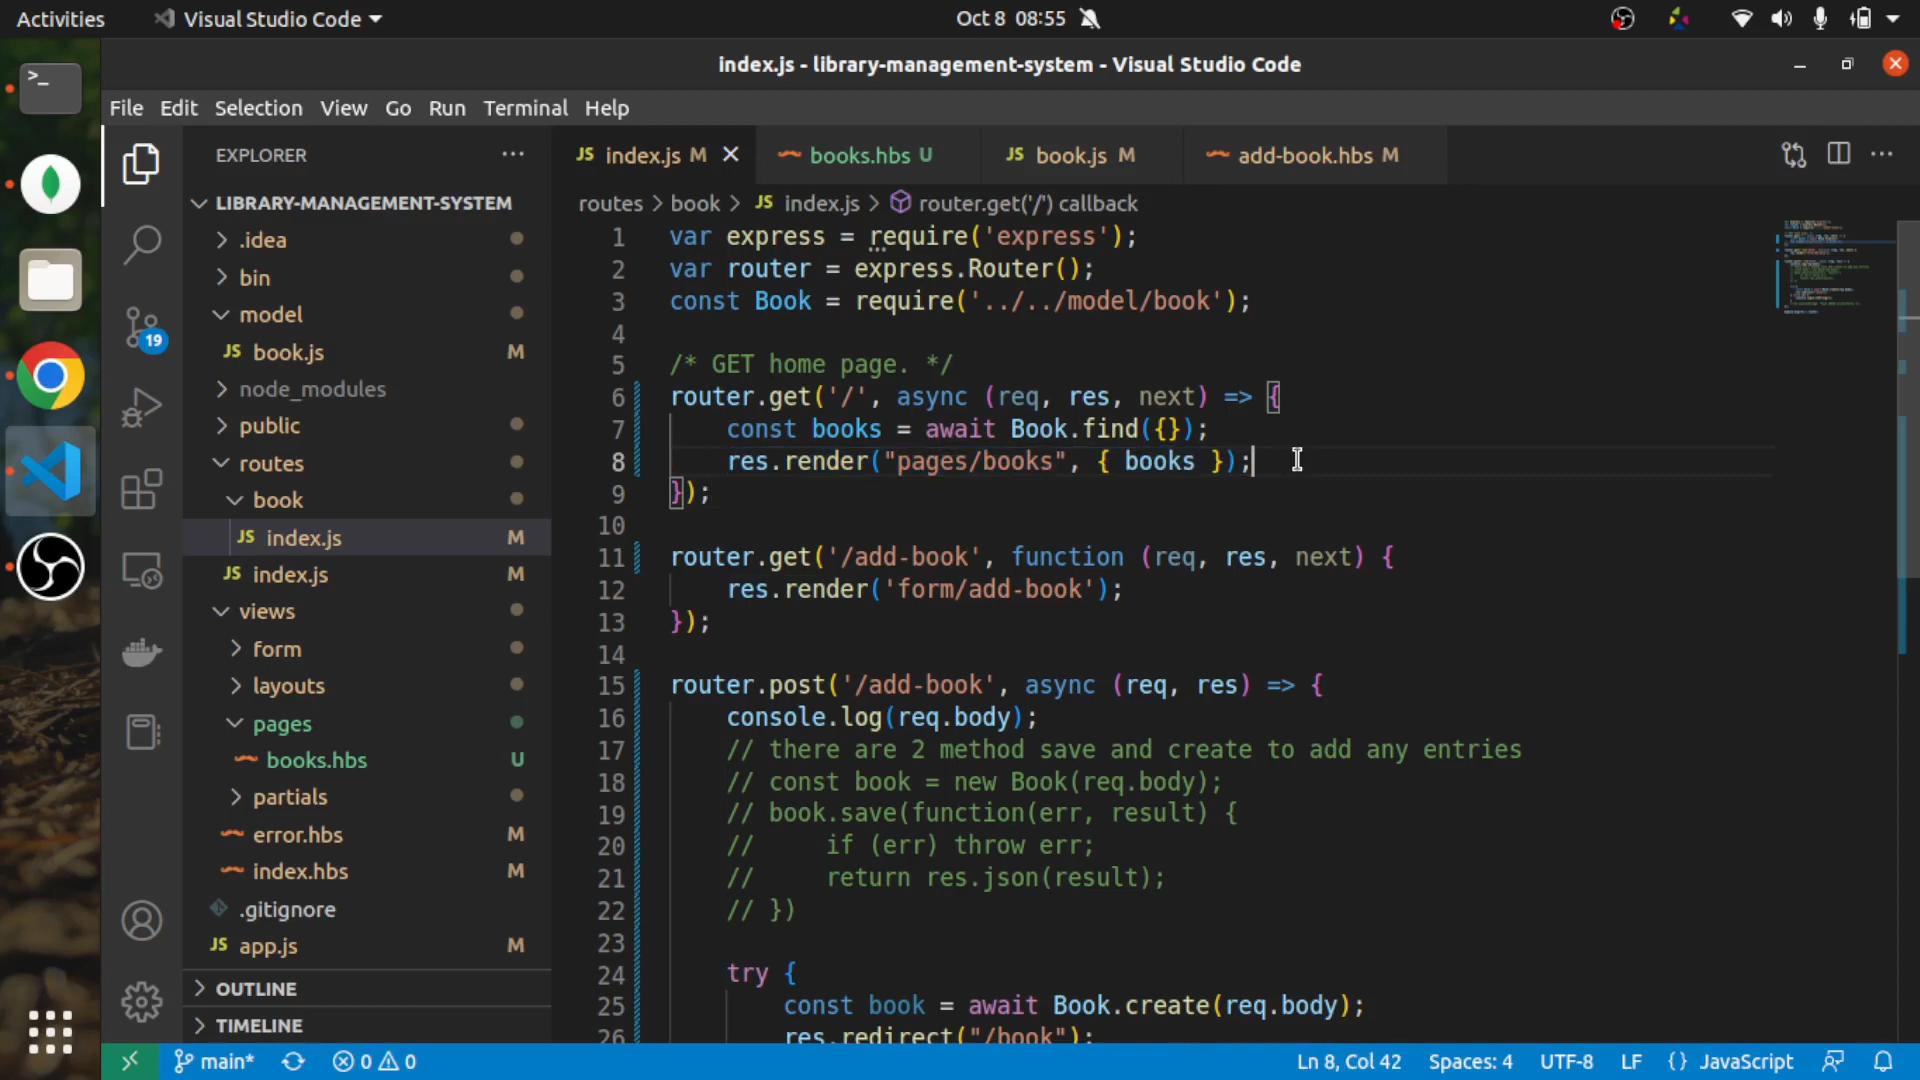 Activities
Visual Studio Code
Oct 8 08:55
index.js - library-management-system - Visual Studio Code
File Edit Selection View Go Run Terminal Help
EXPLORER
LIBRARY-MANAGEMENT-SYSTEM
.idea
bin
model
JS book.js M
node_modules
public
routes
book
JS index.js M
JS index.js M
views
form
layouts
pages
books.hbs U
partials
error.hbs M
index.hbs M
.gitignore
JS app.js M
OUTLINE
TIMELINE
19
JS index.js M
books.hbs U
JS book.js M
add-book.hbs M
routes > book > JS index.js > router.get('/') callback
1 var express = require('express');
2 var router = express.Router();
3 const Book = require('../../model/book');
4
5 /* GET home page. */
6 router.get('/', async (req, res, next) => {
7 const books = await Book.find({});
8 res.render("pages/books", { books });
9 });
10
11 router.get('/add-book', function (req, res, next) {
12 res.render('form/add-book');
13 });
14
15 router.post('/add-book', async (req, res) => {
16 console.log(req.body);
17 // there are 2 method save and create to add any entries
18 // const book = new Book(req.body);
19 // book.save(function(err, result) {
20 // if (err) throw err;
21 // return res.json(result);
22 // })
23
24 try {
25 const book = await Book.create(req.body);
26 res.redirect("/book");
main* 0 0 Ln 8, Col 42 Spaces: 4 UTF-8 LF {} JavaScript